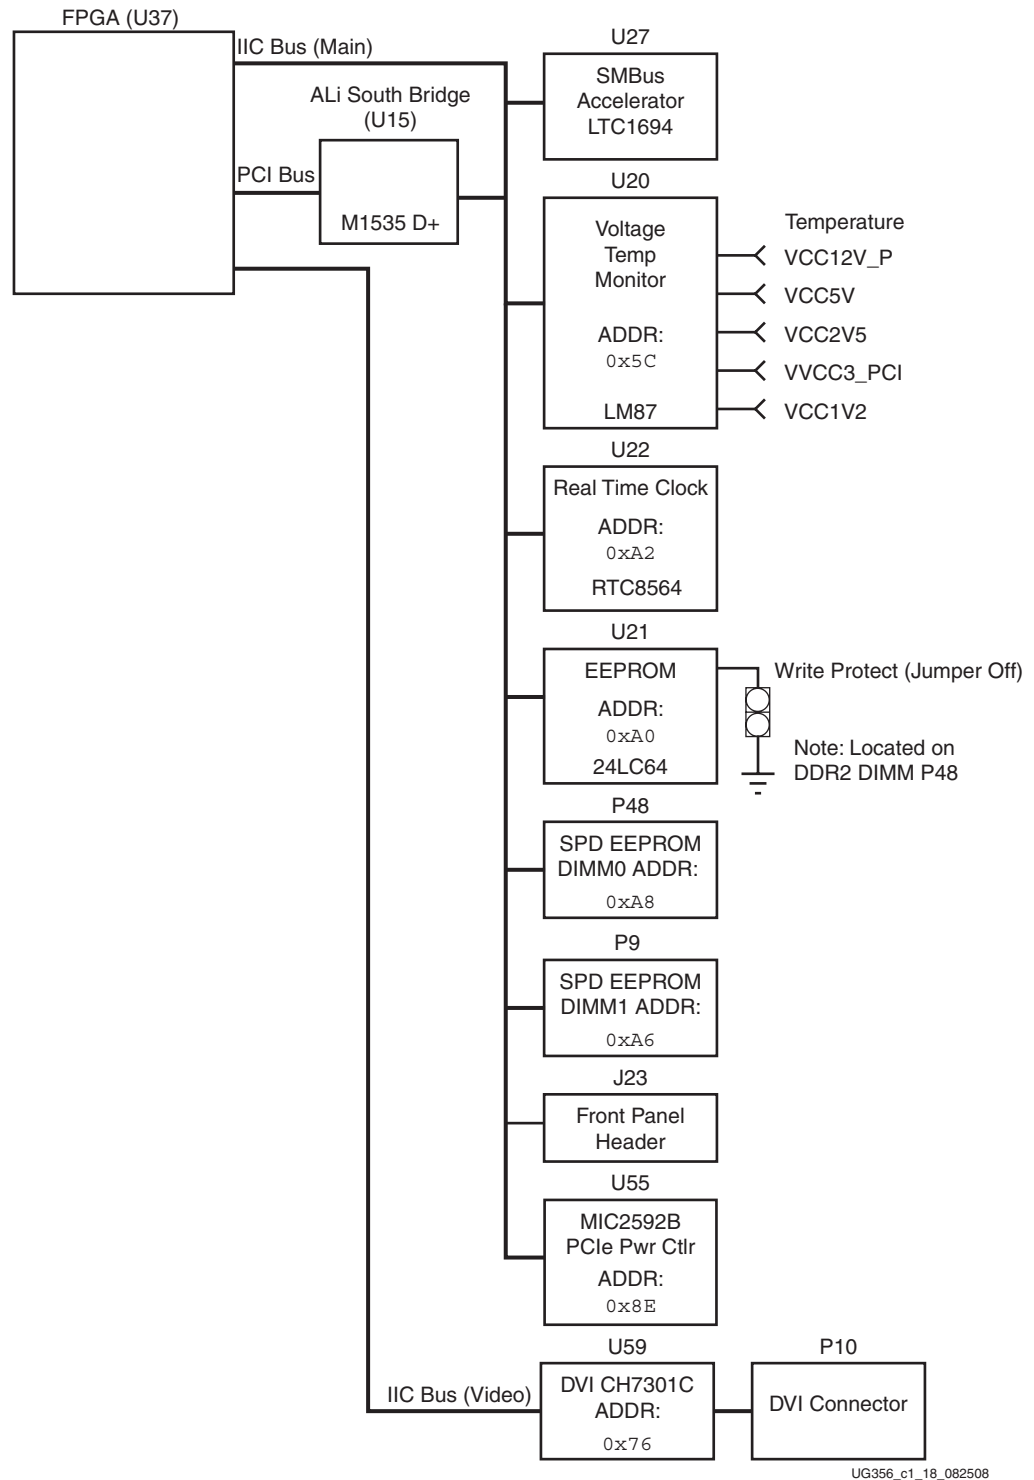 FPGA (U37)
IIC Bus (Main)
ALi South Bridge
(U15)
PCI Bus
M1535 D+
U27
SMBus
Accelerator
LTC1694
U20
Voltage
Temp
Monitor
ADDR:
0x5C
LM87
Temperature
VCC12V_P
VCC5V
VCC2V5
VVCC3_PCI
VCC1V2
U22
Real Time Clock
ADDR:
0xA2
RTC8564
U21
EEPROM
ADDR:
0xA0
24LC64
Write Protect (Jumper Off)
Note: Located on
DDR2 DIMM P48
P48
SPD EEPROM
DIMM0 ADDR:
0xA8
P9
SPD EEPROM
DIMM1 ADDR:
0xA6
J23
Front Panel
Header
U55
MIC2592B
PCIe Pwr Ctlr
ADDR:
0x8E
IIC Bus (Video)
U59
DVI CH7301C
ADDR:
0x76
P10
DVI Connector
UG356_c1_18_082508